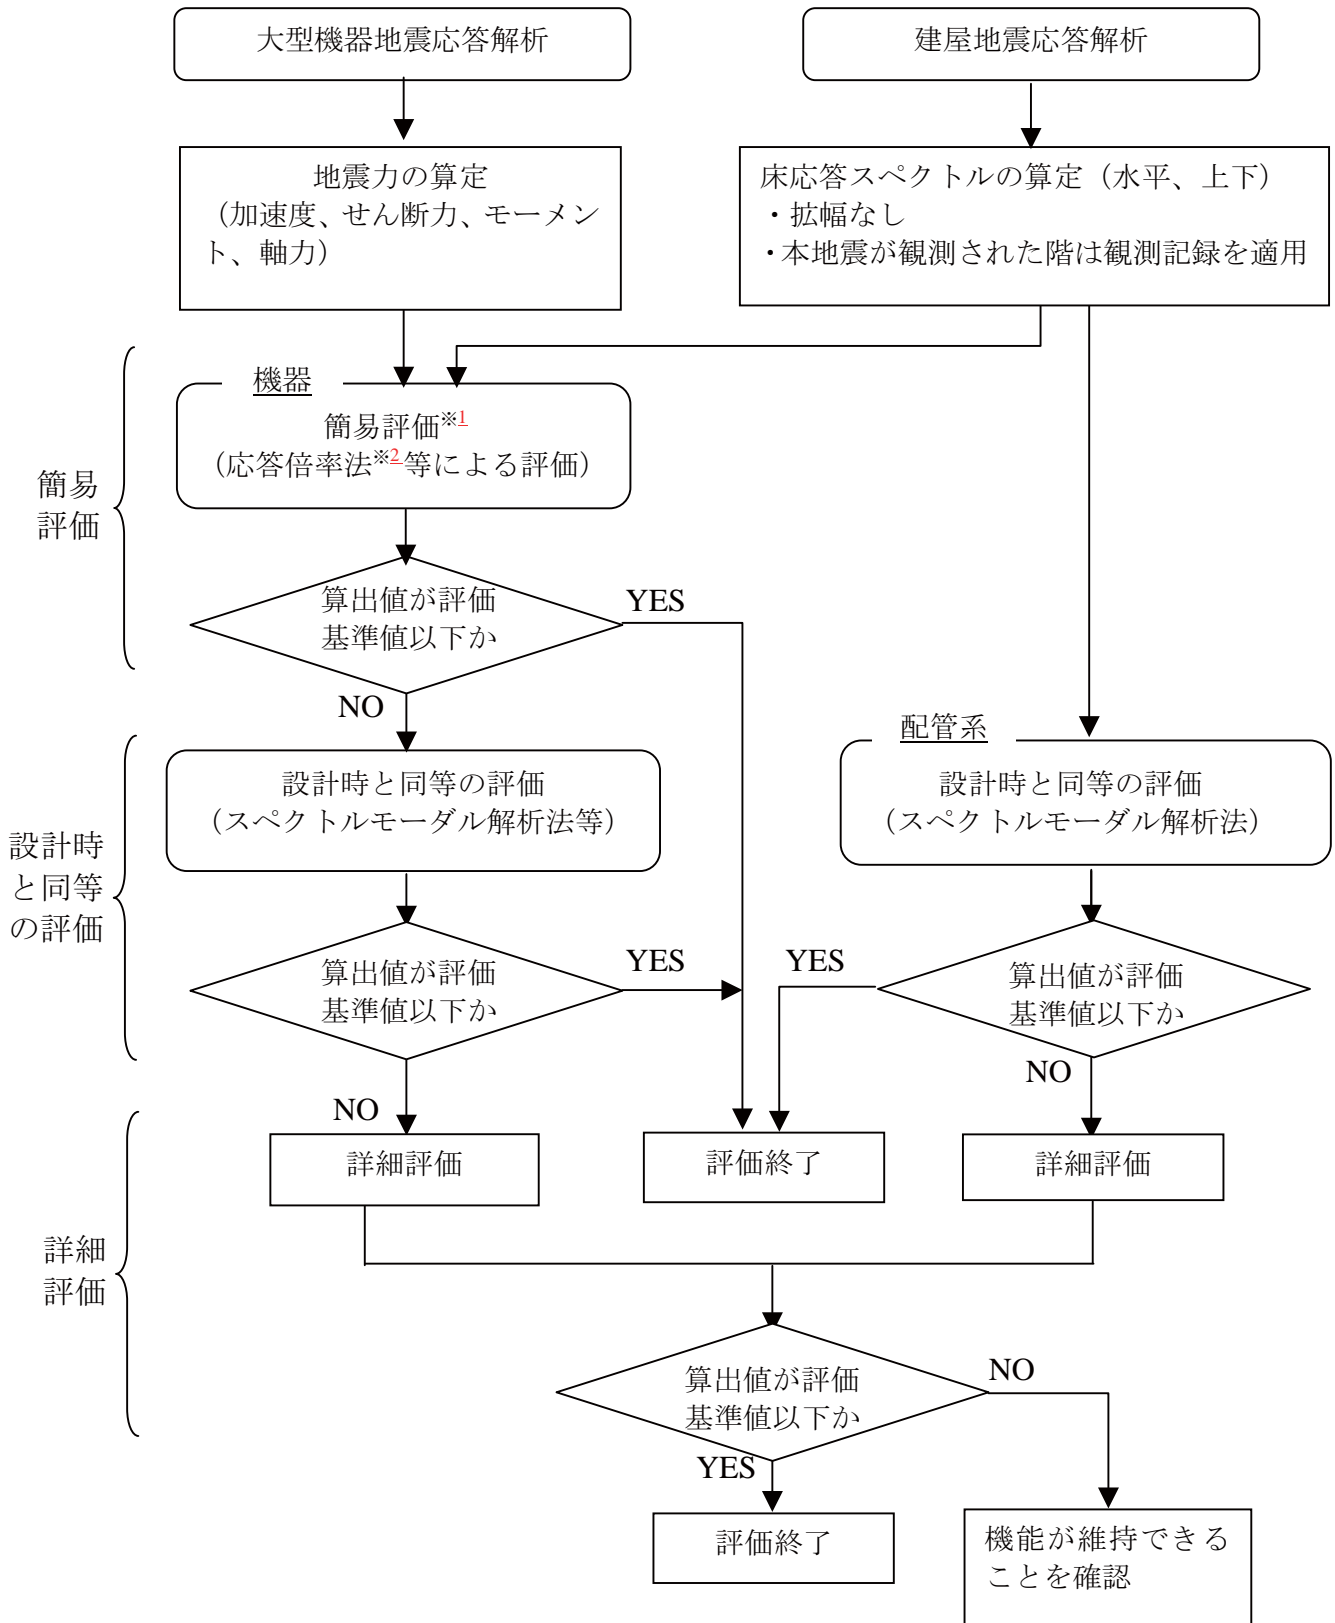 大型機器地震応答解析
建屋地震応答解析
地震力の算定
（加速度、せん断力、モーメン
ト、軸力）
床応答スペクトルの算定（水平、上下）
・拡幅なし
・本地震が観測された階は観測記録を適用
機器
簡易評価※1
（応答倍率法※2等による評価）
簡易
評価
算出値が評価
基準値以下か
YES
NO
配管系
設計時と同等の評価
（スペクトルモーダル解析法等）
設計時と同等の評価
（スペクトルモーダル解析法）
設計時
と同等
の評価
算出値が評価
基準値以下か
YES
YES
算出値が評価
基準値以下か
NO
NO
詳細評価
評価終了
詳細評価
詳細
評価
算出値が評価
基準値以下か
NO
YES
評価終了
機能が維持できる
ことを確認